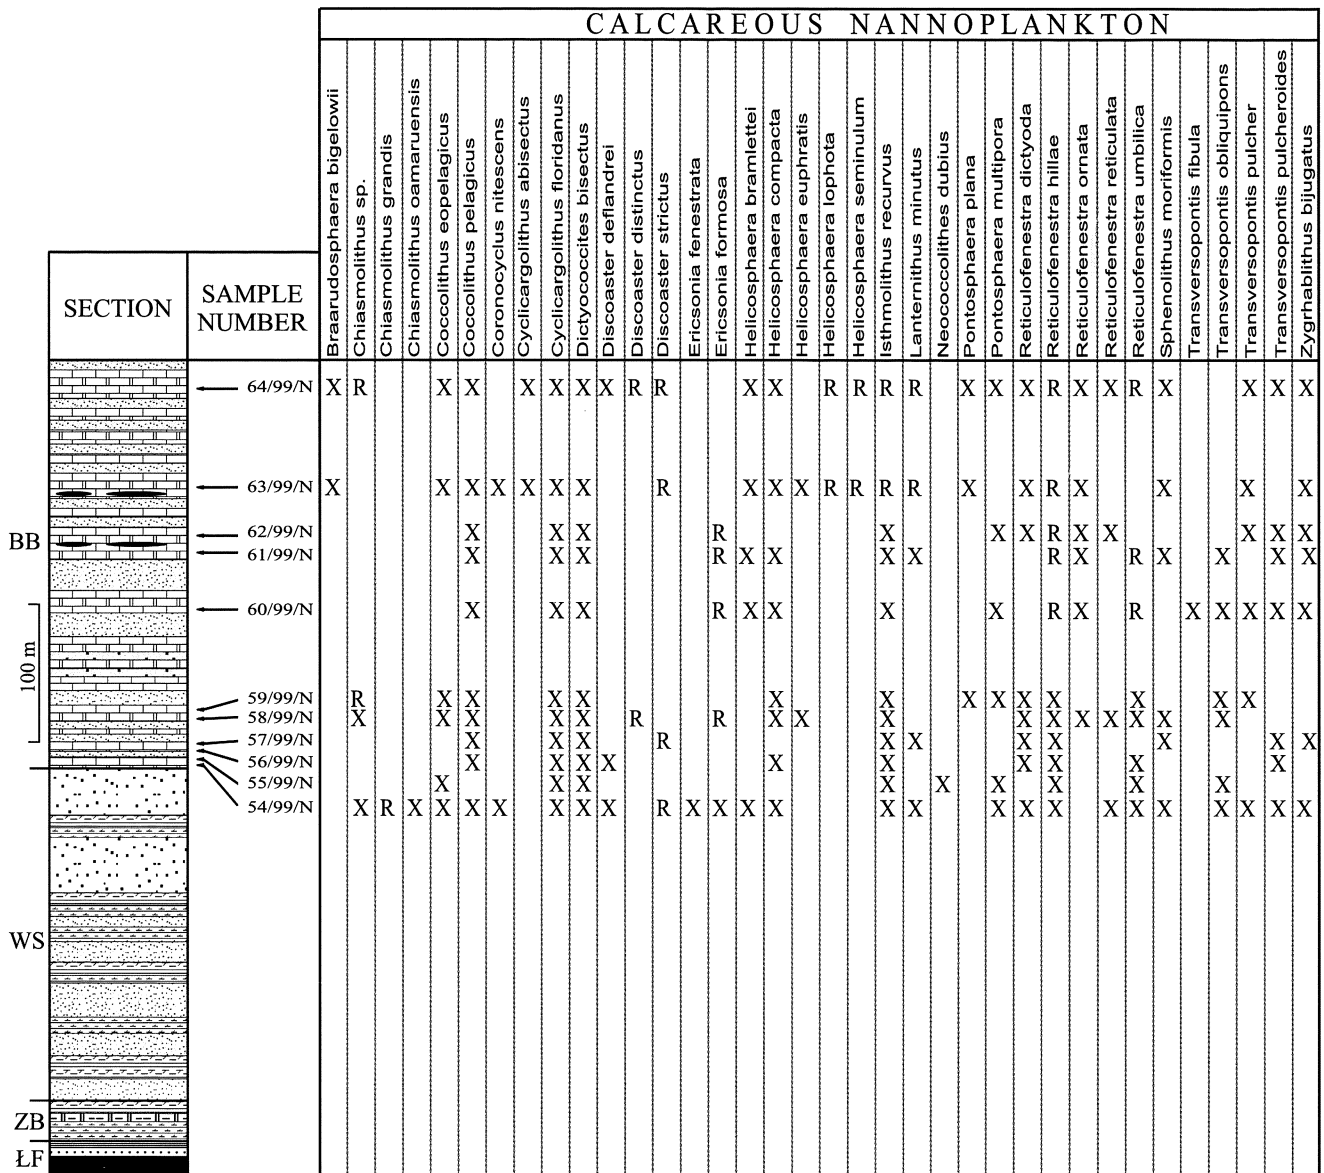 CALCAREOUS NANNOPLANKTON
SECTION
SAMPLE
NUMBER
Braarudosphaera bigelowii
Chiasmolithus sp.
Chiasmolithus grandis
Chiasmolithus oamaruensis
Coccolithus eopelagicus
Coccolithus pelagicus
Coronocyclus nitescens
Cyclicargolithus abisectus
Cyclicargolithus floridanus
Dictyococcites bisectus
Discoaster deflandrei
Discoaster distinctus
Discoaster strictus
Ericsonia fenestrata
Ericsonia formosa
Helicosphaera bramlettei
Helicosphaera compacta
Helicosphaera euphratis
Helicosphaera lophota
Helicosphaera seminulum
Isthmolithus recurvus
Lanternithus minutus
Neococcolithes dubius
Pontosphaera plana
Pontosphaera multipora
Reticulofenestra dictyoda
Reticulofenestra hillae
Reticulofenestra ornata
Reticulofenestra reticulata
Reticulofenestra umbilica
Sphenolithus moriformis
Transversopontis fibula
Transversopontis obliquipons
Transversopontis pulcher
Transversopontis pulcheroides
Zygrhablithus bijugatus
64/99/N X R X X X X X X R R X X R R R R X X X R X X R X X X X
63/99/N X X X X X X X R X X X R R R R X X R X X X X
BB
62/99/N X X X R X X X R X X X X X
61/99/N X X X R X X X X R X R X X X X
60/99/N X X X R X X X X R X R X X X X X
100 m
59/99/N R X X X X X X X X X X X X X
58/99/N X X X X X R R X X X X X X X X X X
57/99/N X X X R X X X X X X X
56/99/N X X X X X X X X X X
55/99/N X X X X X X X X X
54/99/N X R X X X X X X X R X X X X X X X X X X X X X X X X
WS
ZB
ŁF